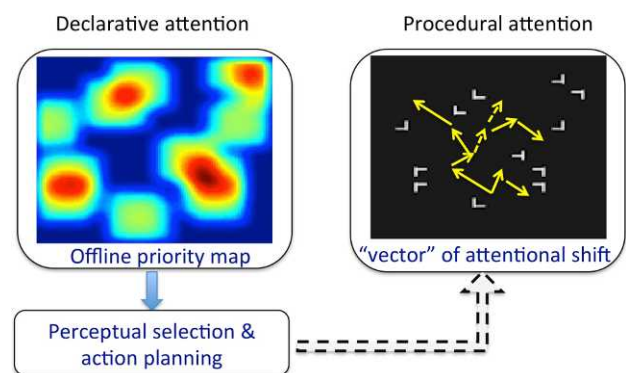 Declarative attention
Procedural attention
Offline priority map
“vector” of attentional shift
Perceptual selection &
action planning